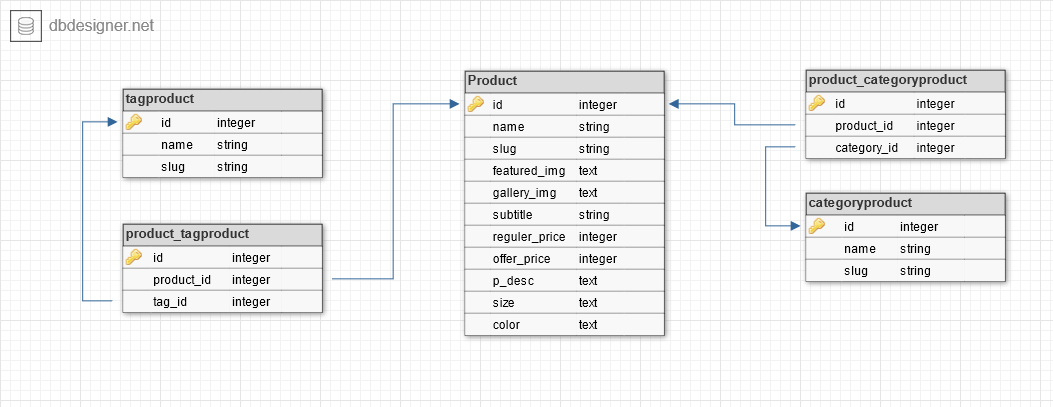 dbdesigner.net
tagproduct
id integer
name string
slug string
product_tagproduct
id integer
product_id integer
tag_id integer
Product
id integer
name string
slug string
featured_img text
gallery_img text
subtitle string
reguler_price integer
offer_price integer
p_desc text
size text
color text
product_categoryproduct
id integer
product_id integer
category_id integer
categoryproduct
id integer
name string
slug string